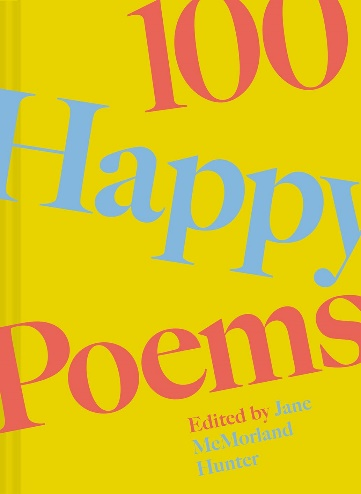 100
Happy
Poems
Edited by Jane
McMorland
Hunter